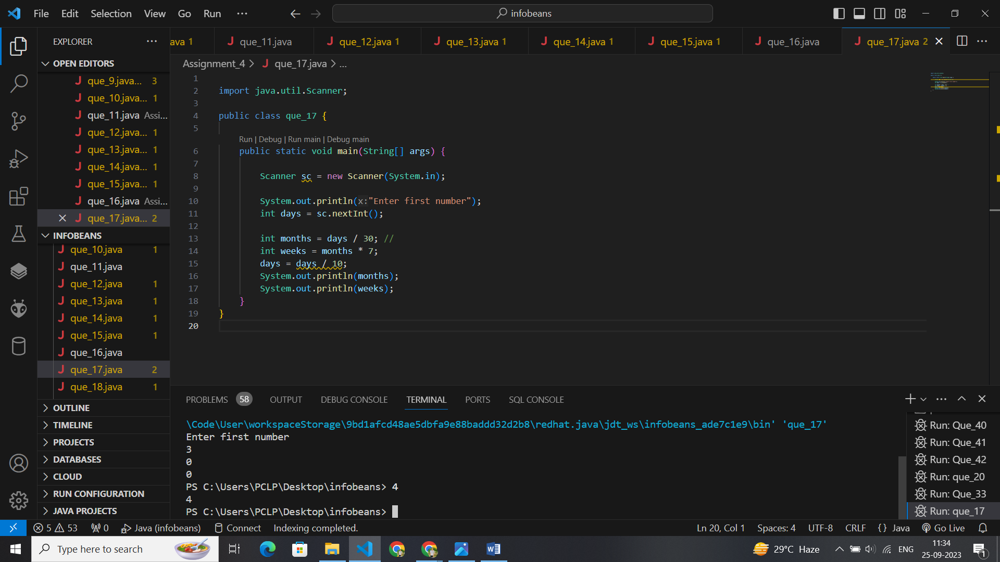 File Edit Selection View Go Run ...
infobeans
EXPLORER ...
ava 1 que_11.java que_12.java 1 que_13.java 1 que_14.java 1 que_15.java 1 que_16.java que_17.java 2
OPEN EDITORS
que_9.java... 3
que_10.java... 1
que_11.java Assi...
que_12.java... 1
que_13.java... 1
que_14.java... 1
que_15.java... 1
que_16.java Assi...
que_17.java... 2
INFOBEANS
que_10.java 1
que_11.java
que_12.java 1
que_13.java 1
que_14.java 1
que_15.java 1
que_16.java
que_17.java 2
que_18.java 1
OUTLINE
TIMELINE
PROJECTS
DATABASES
CLOUD
RUN CONFIGURATION
JAVA PROJECTS
Assignment_4 > que_17.java > ...
1
2 import java.util.Scanner;
3
4 public class que_17 {
5
Run | Debug | Run main | Debug main
6 public static void main(String[] args) {
7
8 Scanner sc = new Scanner(System.in);
9
10 System.out.println(x:"Enter first number");
11 int days = sc.nextInt();
12
13 int months = days / 30; //
14 int weeks = months * 7;
15 days = days / 10;
16 System.out.println(months);
17 System.out.println(weeks);
18 }
19 }
20
PROBLEMS 58 OUTPUT DEBUG CONSOLE TERMINAL PORTS SQL CONSOLE
\Code\User\workspaceStorage\9bd1afcd48ae5dbfa9e88baddd32d2b8\redhat.java\jdt_ws\infobeans_ade7c1e9\bin' 'que_17'
Enter first number
3
0
0
PS C:\Users\PCLP\Desktop\infobeans> 4
4
PS C:\Users\PCLP\Desktop\infobeans>
Run: Que_40
Run: Que_41
Run: Que_42
Run: que_20
Run: Que_33
Run: que_17
5 53 0 Java (infobeans) Connect Indexing completed. Ln 20, Col 1 Spaces: 4 UTF-8 CRLF {} Java Go Live
Type here to search
29°C Haze ENG 11:34
25-09-2023
1